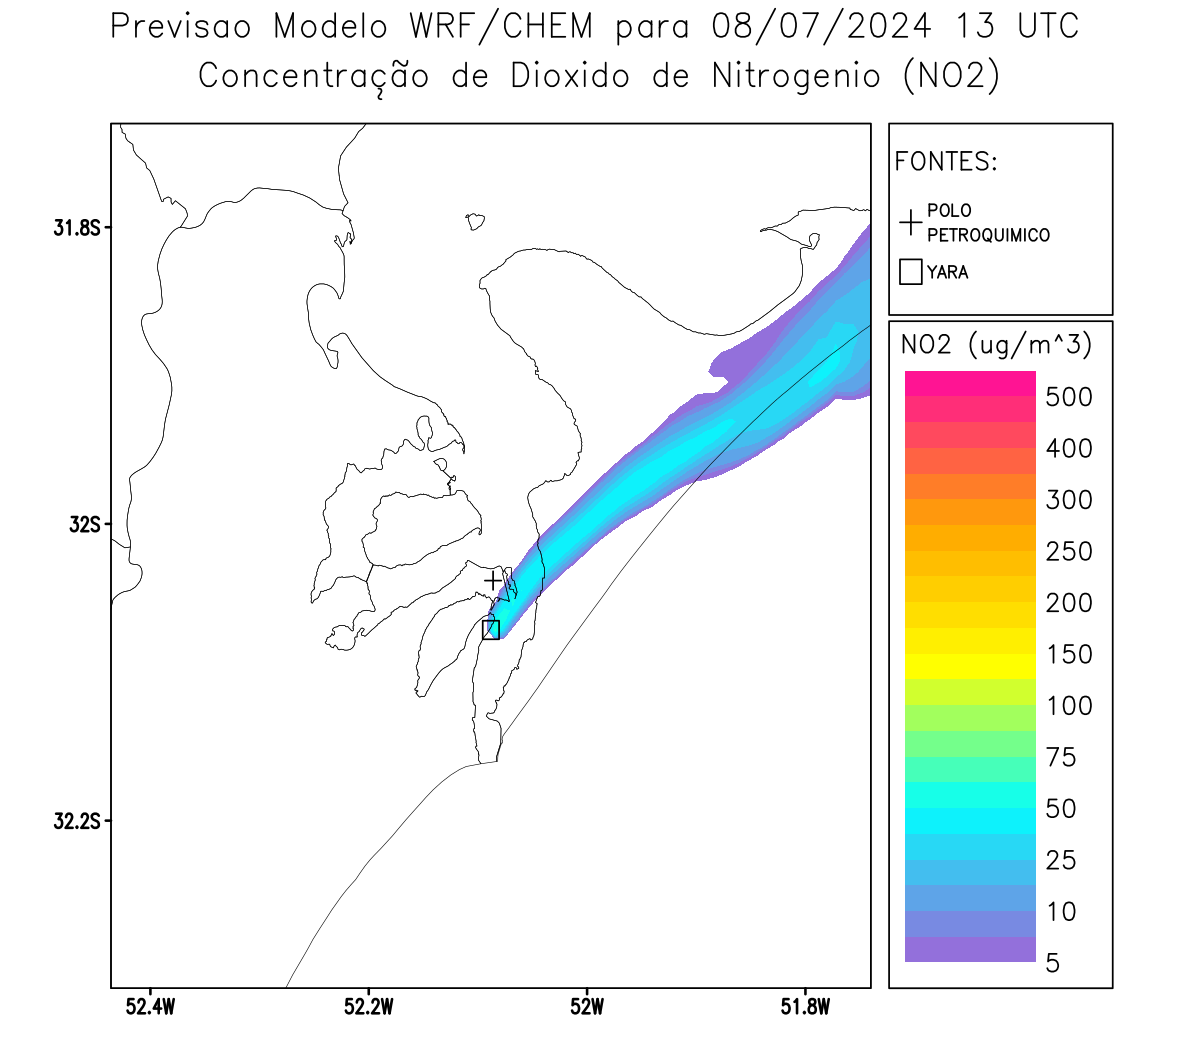 Previsao Modelo WRF/CHEM para 08/07/2024 13 UTC
Concentração de Dioxido de Nitrogenio (NO2)
FONTES:
POLO
PETROQUIMICO
YARA
31.8S
32S
32.2S
52.4W
52.2W
52W
51.8W
NO2 (ug/m^3)
500
400
300
250
200
150
100
75
50
25
10
5